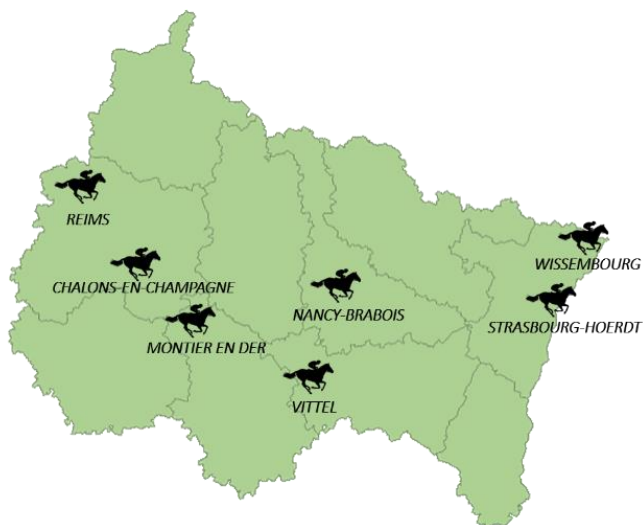 REIMS
WISSEMBOURG
CHALONS-EN-CHAMPAGNE
NANCY-BRABOIS
STRASBOURG-HOERDT
MONTIER EN DER
VITTEL